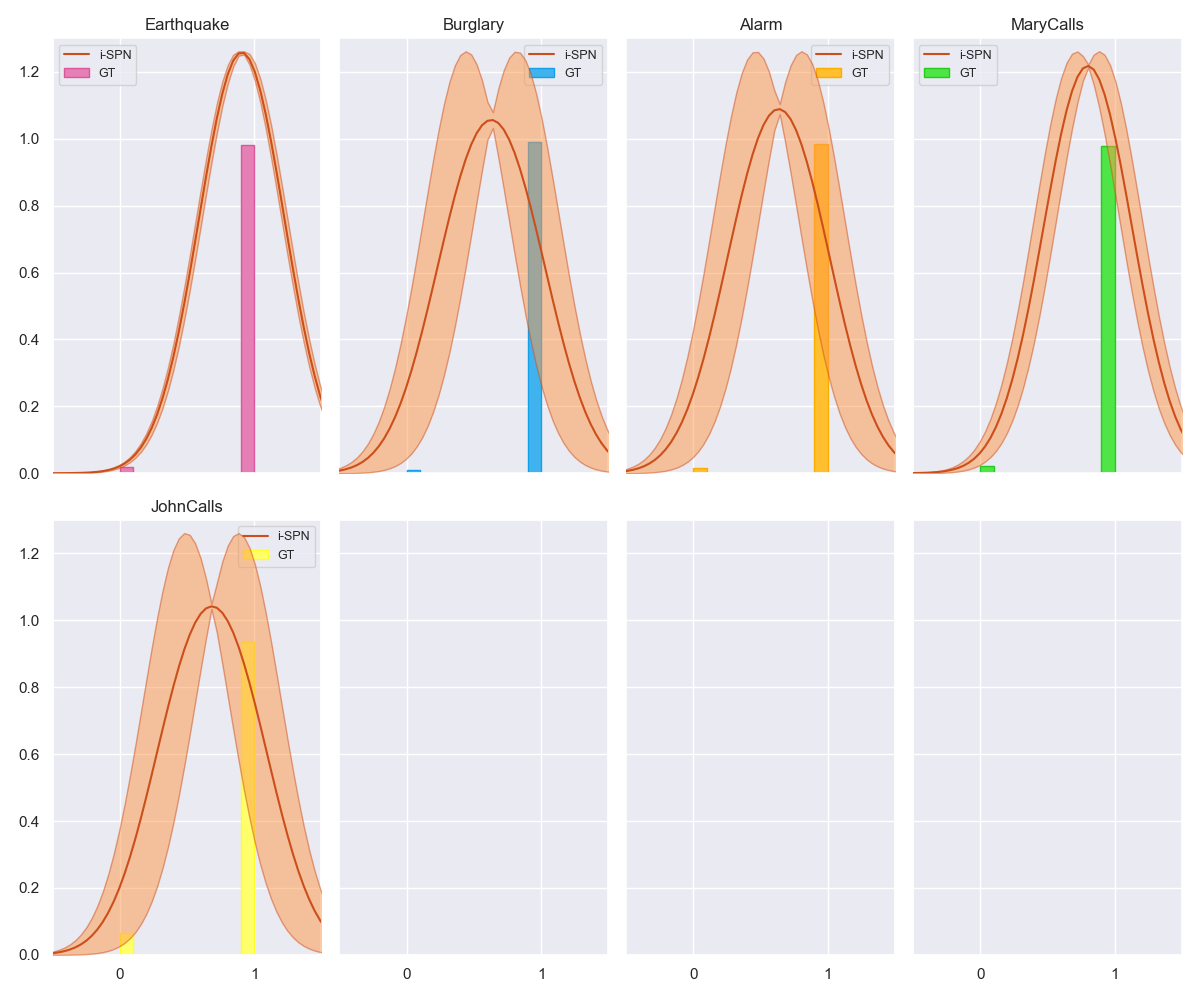 Earthquake
Burglary
Alarm
MaryCalls
i-SPN
GT
i-SPN
GT
i-SPN
GT
i-SPN
GT
1.2
1.0
0.8
0.6
0.4
0.2
0.0
JohnCalls
i-SPN
GT
1.2
1.0
0.8
0.6
0.4
0.2
0.0
0 1
0 1
0 1
0 1